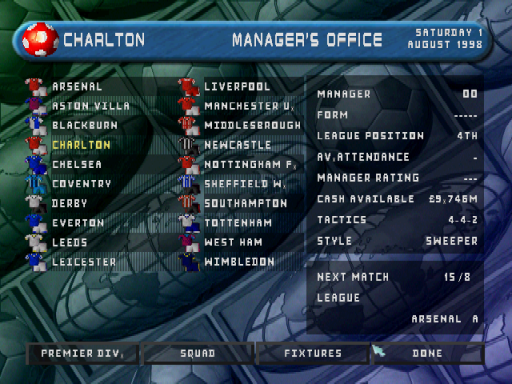 CHARLTON MANAGER'S OFFICE SATURDAY 1
AUGUST 1998
ARSENAL
ASTON VILLA
BLACKBURN
CHARLTON
CHELSEA
COVENTRY
DERBY
EVERTON
LEEDS
LEICESTER
LIVERPOOL
MANCHESTER U.
MIDDLESBROUGH
NEWCASTLE
NOTTINGHAM F.
SHEFFIELD W.
SOUTHAMPTON
TOTTENHAM
WEST HAM
WIMBLEDON
MANAGER OO
FORM -----
LEAGUE POSITION 4TH
AV.ATTENDANCE -
MANAGER RATING ---
CASH AVAILABLE £9,746M
TACTICS 4-4-2
STYLE SWEEPER
NEXT MATCH 15/8
LEAGUE
ARSENAL A
PREMIER DIV. SQUAD FIXTURES DONE